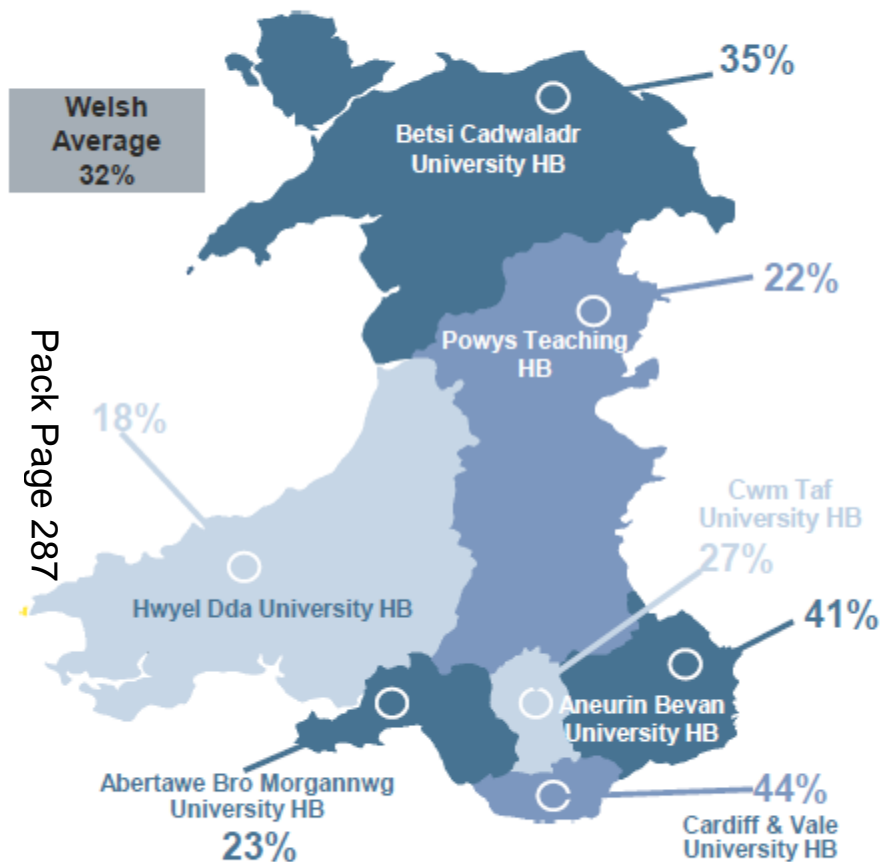 Welsh
Average
32%
35%
Betsi Cadwaladr
University HB
22%
Powys Teaching
HB
Pack Page 287
18%
Hwyel Dda University HB
Cwm Taf
University HB
27%
41%
Aneurin Bevan
University HB
Abertawe Bro Morgannwg
University HB
23%
44%
Cardiff & Vale
University HB